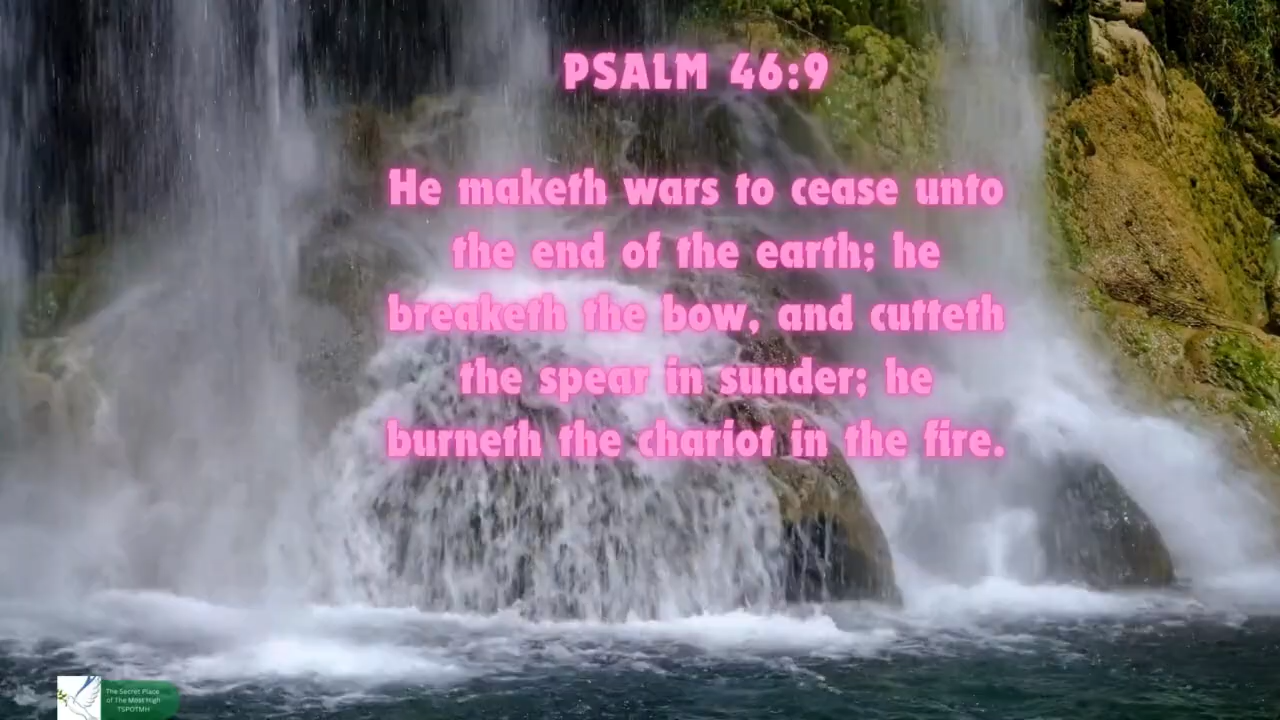 PSALM 46:9
He maketh wars to cease unto
the end of the earth; he
breaketh the bow, and cutteth
the spear in sunder; he
burneth the chariot in the fire.
The Secret Place
of The Most High
TSPOTMH